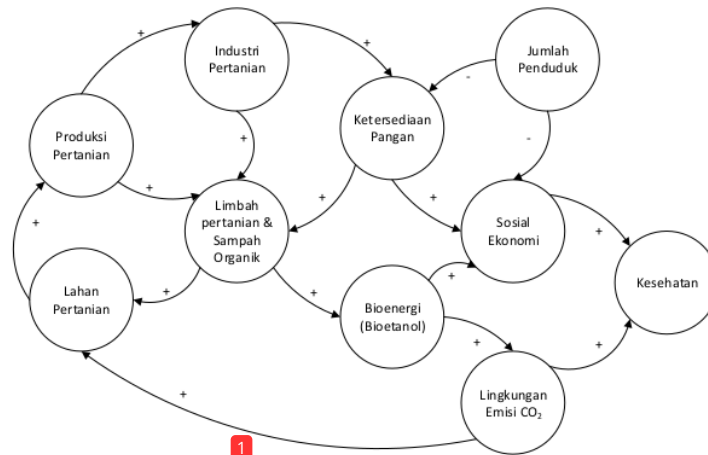 Industri
Pertanian
Jumlah
Penduduk
+
+
-
Produksi
Pertanian
Ketersediaan
Pangan
+
-
+
+
+
Limbah
pertanian &
Sampah
Organik
Sosial
Ekonomi
+
+
Lahan
Pertanian
+
+
+
Kesehatan
Bioenergi
(Bioetanol)
+
+
+
Lingkungan
Emisi CO₂
1